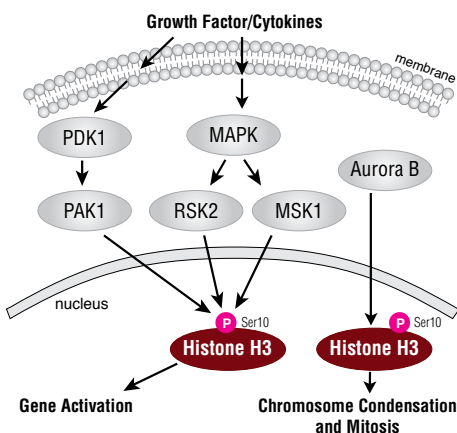 Growth Factor/Cytokines
membrane
PDK1
MAPK
Aurora B
PAK1
RSK2
MSK1
nucleus
P Ser10
P Ser10
Histone H3
Histone H3
Gene Activation
Chromosome Condensation
and Mitosis